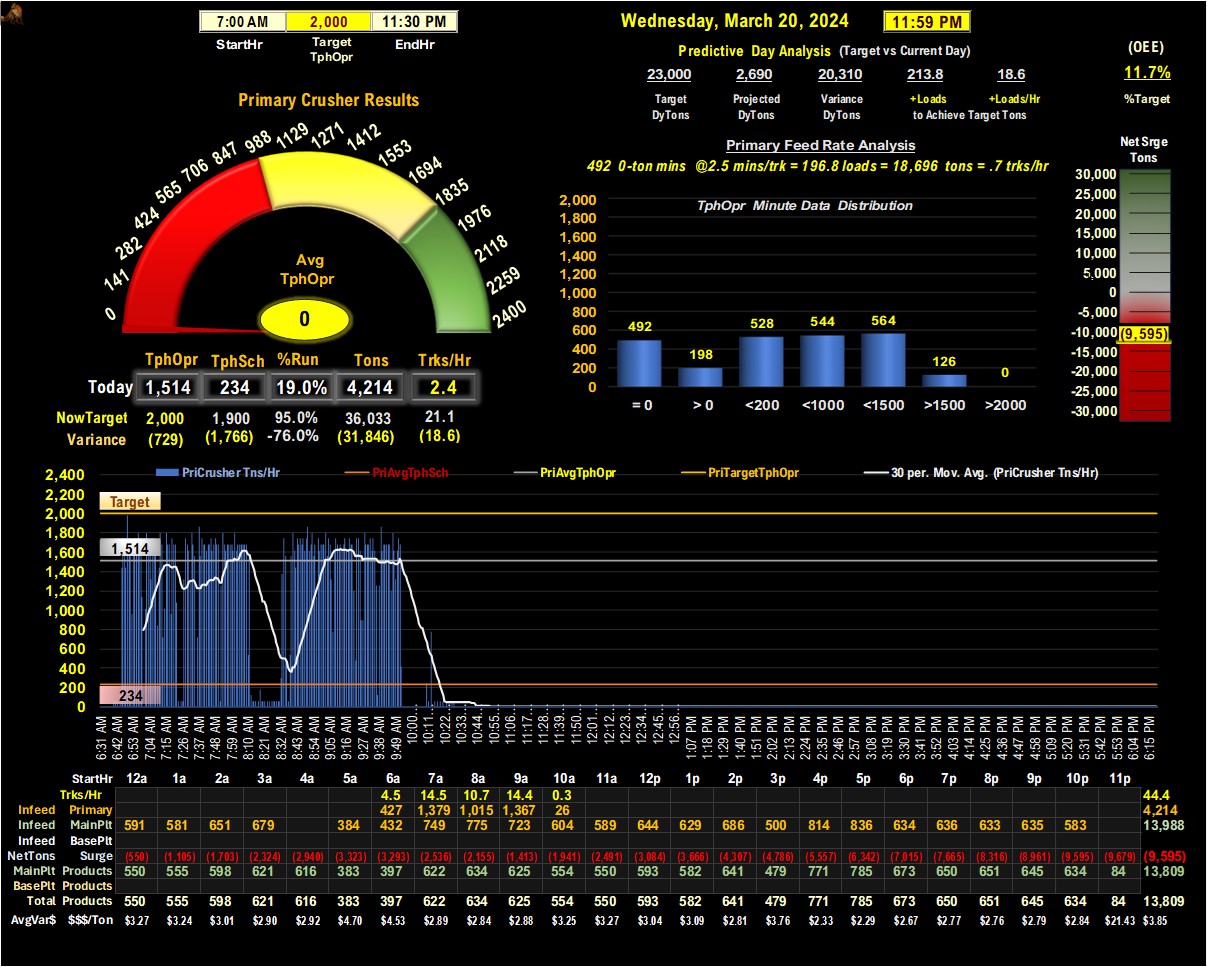 7:00 AM 2,000 11:30 PM
StartHr Target TphOpr EndHr
Wednesday, March 20, 2024 11:59 PM
Predictive Day Analysis (Target vs Current Day)
(OEE)
23,000 2,690 20,310 213.8 18.6
11.7%
Target DyTons Projected DyTons Variance DyTons +Loads +Loads/Hr
to Achieve Target Tons
%Target
Primary Crusher Results
0 141 282 424 565 706 847 988 1129 1271 1412 1553 1694 1835 1976 2118 2259 2400
Avg
TphOpr
0
Primary Feed Rate Analysis
492 0-ton mins @2.5 mins/trk = 196.8 loads = 18,696 tons = .7 trks/hr
TphOpr Minute Data Distribution
2,000
1,800
1,600
1,400
1,200
1,000
800
600
400
200
0
492 198 528 544 564 126 0
= 0 > 0 <200 <1000 <1500 >1500 >2000
Net Srge
Tons
30,000
25,000
20,000
15,000
10,000
5,000
0
-5,000
-10,000 (9,595)
-15,000
-20,000
-25,000
-30,000
TphOpr TphSch %Run Tons Trks/Hr
Today 1,514 234 19.0% 4,214 2.4
NowTarget 2,000 1,900 95.0% 36,033 21.1
Variance (729) (1,766) -76.0% (31,846) (18.6)
PriCrusher Tns/Hr PriAvgTphSch PriAvgTphOpr PriTargetTphOpr 30 per. Mov. Avg. (PriCrusher Tns/Hr)
2,400
2,200
2,000
1,800
1,600
1,400
1,200
1,000
800
600
400
200
0
Target
1,514
234
6:31 AM 6:42 AM 6:53 AM 7:04 AM 7:15 AM 7:26 AM 7:37 AM 7:48 AM 7:59 AM 8:10 AM 8:21 AM 8:32 AM 8:43 AM 8:54 AM 9:05 AM 9:16 AM 9:27 AM 9:38 AM 9:49 AM 10:00… 10:11… 10:22… 10:33… 10:44… 10:55… 11:06… 11:17… 11:28… 11:39… 11:50… 12:01… 12:12… 12:23… 12:34… 12:45… 12:56… 1:07 PM 1:18 PM 1:29 PM 1:40 PM 1:51 PM 2:02 PM 2:13 PM 2:24 PM 2:35 PM 2:46 PM 2:57 PM 3:08 PM 3:19 PM 3:30 PM 3:41 PM 3:52 PM 4:03 PM 4:14 PM 4:25 PM 4:36 PM 4:47 PM 4:58 PM 5:09 PM 5:20 PM 5:31 PM 5:42 PM 5:53 PM 6:04 PM 6:15 PM
StartHr 12a 1a 2a 3a 4a 5a 6a 7a 8a 9a 10a 11a 12p 1p 2p 3p 4p 5p 6p 7p 8p 9p 10p 11p
Trks/Hr 4.5 14.5 10.7 14.4 0.3 44.4
Infeed Primary 427 1,379 1,015 1,367 26 4,214
Infeed MainPlt 591 581 651 679 384 432 749 775 723 604 589 644 629 686 500 814 836 634 636 633 635 583 13,988
Infeed BasePlt
NetTons Surge (550) (1,105) (1,703) (2,324) (2,940) (3,323) (3,293) (2,536) (2,155) (1,413) (1,941) (2,491) (3,084) (3,666) (4,307) (4,786) (5,557) (6,342) (7,015) (7,665) (8,316) (8,961) (9,595) (9,679) (9,595)
MainPlt Products 550 555 598 621 616 383 397 622 634 625 554 550 593 582 641 479 771 785 673 650 651 645 634 84 13,809
BasePlt Products
Total Products 550 555 598 621 616 383 397 622 634 625 554 550 593 582 641 479 771 785 673 650 651 645 634 84 13,809
AvgVar$ $$$/Ton $3.27 $3.24 $3.01 $2.90 $2.92 $4.70 $4.53 $2.89 $2.84 $2.88 $3.25 $3.27 $3.04 $3.09 $2.81 $3.76 $2.33 $2.29 $2.67 $2.77 $2.76 $2.79 $2.84 $21.43 $3.85